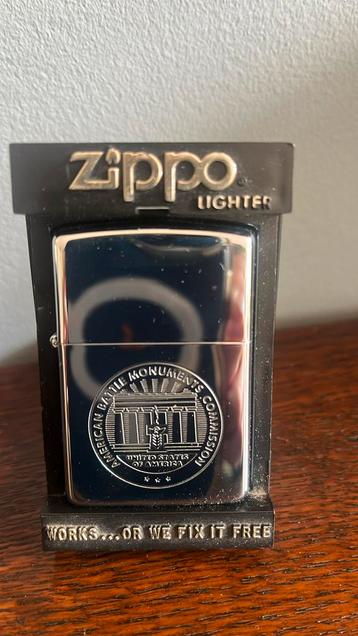 Zippo
LIGHTER
AMERICAN BATTLE MONUMENTS COMMISSION
UNITED STATES
OF AMERICA
WORKS...OR WE FIX IT FREE